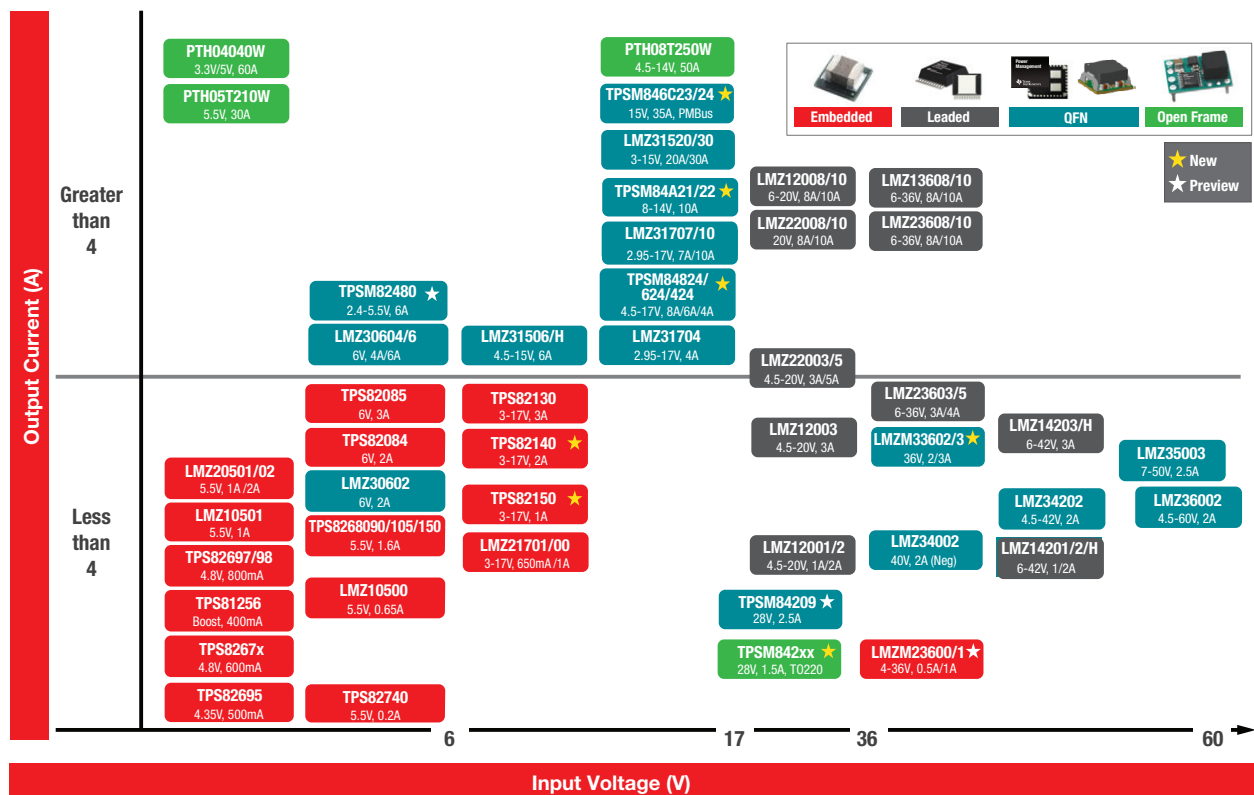 PTH04040W
3.3V/5V, 60A
PTH05T210W
5.5V, 30A
PTH08T250W
4.5-14V, 50A
TPSM846C23/24
15V, 35A, PMBus
LMZ31520/30
3-15V, 20A/30A
TPSM84A21/22
8-14V, 10A
LMZ31707/10
2.95-17V, 7A/10A
TPSM84824/
624/424
4.5-17V, 8A/6A/4A
LMZ31704
2.95-17V, 4A
Power
Management
Texas
Instruments
Embedded
Leaded
QFN
Open Frame
New
Preview
LMZ12008/10
6-20V, 8A/10A
LMZ22008/10
20V, 8A/10A
LMZ13608/10
6-36V, 8A/10A
LMZ23608/10
6-36V, 8A/10A
TPSM82480
2.4-5.5V, 6A
LMZ30604/6
6V, 4A/6A
LMZ31506/H
4.5-15V, 6A
LMZ22003/5
4.5-20V, 3A/5A
Output Current (A)
Greater
than
4
Less
than
4
LMZ20501/02
5.5V, 1A /2A
LMZ10501
5.5V, 1A
TPS82697/98
4.8V, 800mA
TPS81256
Boost, 400mA
TPS8267x
4.8V, 600mA
TPS82695
4.35V, 500mA
TPS82085
6V, 3A
TPS82084
6V, 2A
LMZ30602
6V, 2A
TPS8268090/105/150
5.5V, 1.6A
LMZ10500
5.5V, 0.65A
TPS82740
5.5V, 0.2A
TPS82130
3-17V, 3A
TPS82140
3-17V, 2A
TPS82150
3-17V, 1A
LMZ21701/00
3-17V, 650mA /1A
LMZ12003
4.5-20V, 3A
LMZ12001/2
4.5-20V, 1A/2A
TPSM84209
28V, 2.5A
TPSM842xx
28V, 1.5A, TO220
LMZ23603/5
6-36V, 3A/4A
LMZM33602/3
36V, 2/3A
LMZ34002
40V, 2A (Neg)
LMZM23600/1
4-36V, 0.5A/1A
LMZ14203/H
6-42V, 3A
LMZ34202
4.5-42V, 2A
LMZ14201/2/H
6-42V, 1/2A
LMZ35003
7-50V, 2.5A
LMZ36002
4.5-60V, 2A
6
17
36
60
Input Voltage (V)